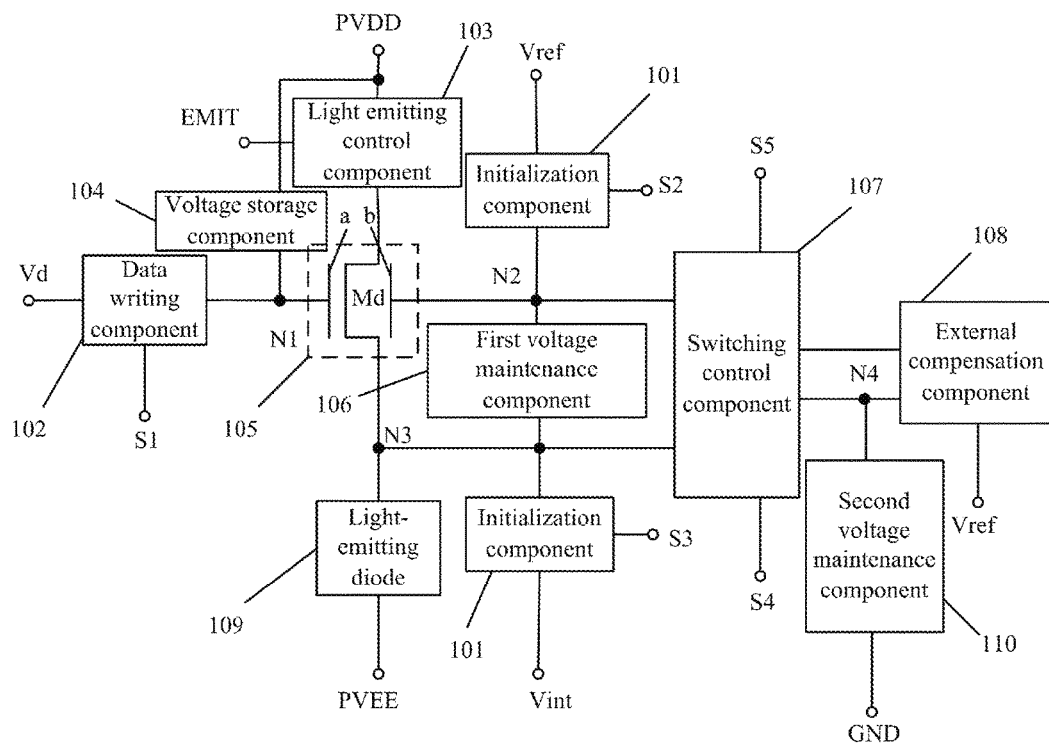 PVDD
103
Vref
101
EMIT
Light emitting
control
component
S5
104
Initialization
component
S2
107
Voltage storage
component
a
b
108
Vd
Data
writing
component
N1
Md
N2
Switching
control
component
External
compensation
component
N4
First voltage
maintenance
component
106
102
S1
105
N3
Light-
emitting
diode
Initialization
component
S3
Second
voltage
maintenance
component
Vref
S4
109
101
110
PVEE
Vint
GND